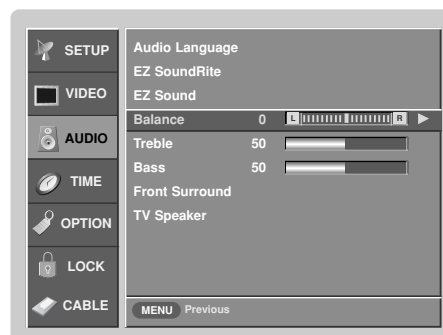 SETUP
VIDEO
AUDIO
TIME
OPTION
LOCK
CABLE
Audio Language
EZ SoundRite
EZ Sound
Balance 0 L R
Treble 50
Bass 50
Front Surround
TV Speaker
MENU Previous